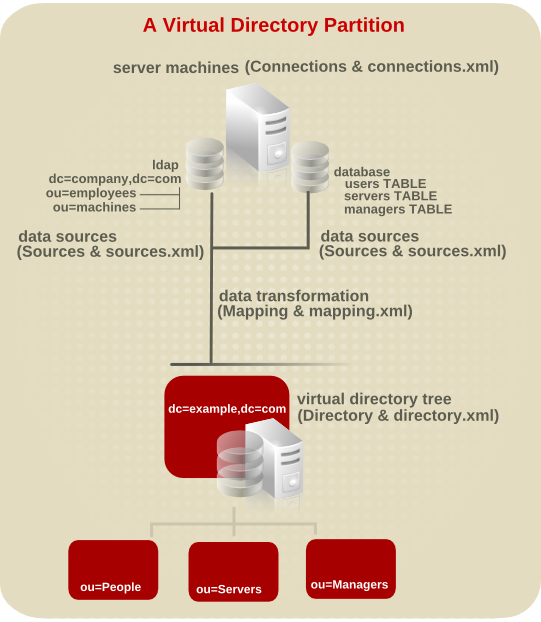 A Virtual Directory Partition
server machines (Connections & connections.xml)
ldap
dc=company,dc=com
ou=employees
ou=machines
database
users TABLE
servers TABLE
managers TABLE
data sources
(Sources & sources.xml)
data sources
(Sources & sources.xml)
data transformation
(Mapping & mapping.xml)
dc=example,dc=com
virtual directory tree
(Directory & directory.xml)
ou=People
ou=Servers
ou=Managers